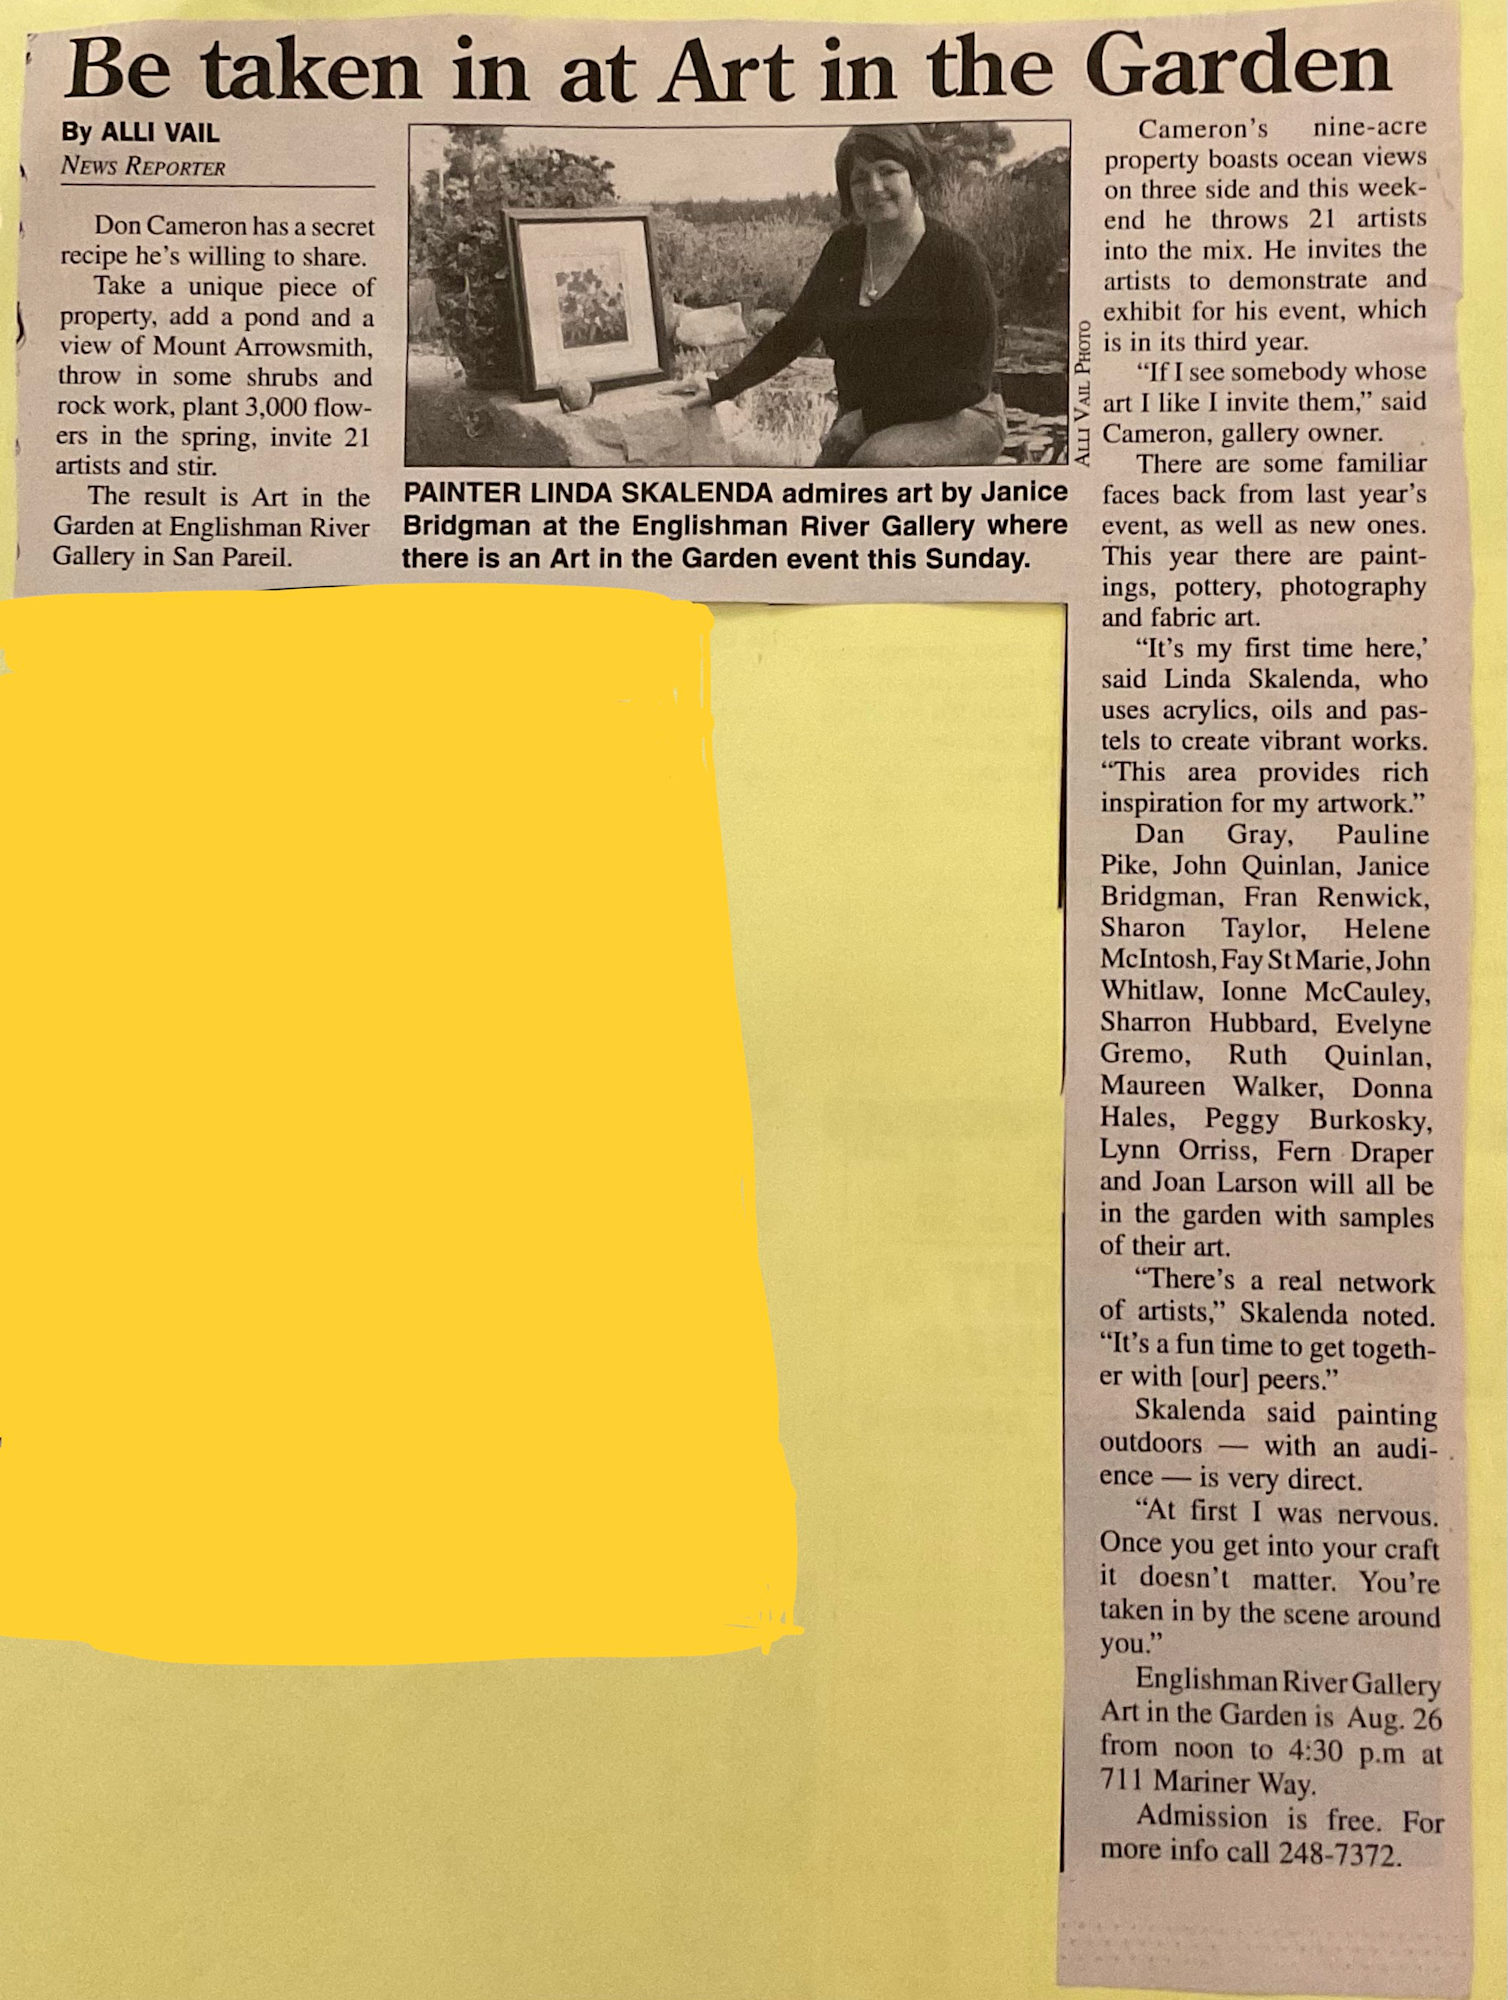 Be taken in at Art in the Garden
By ALLI VAIL
NEWS REPORTER
Don Cameron has a secret
recipe he's willing to share.
Take a unique piece of
property, add a pond and a
view of Mount Arrowsmith,
throw in some shrubs and
rock work, plant 3,000 flow-
ers in the spring, invite 21
artists and stir.
The result is Art in the
Garden at Englishman River
Gallery in San Pareil.
ALLI VAIL PHOTO
PAINTER LINDA SKALENDA admires art by Janice
Bridgman at the Englishman River Gallery where
there is an Art in the Garden event this Sunday.
Cameron's nine-acre
property boasts ocean views
on three side and this week-
end he throws 21 artists
into the mix. He invites the
artists to demonstrate and
exhibit for his event, which
is in its third year.
“If I see somebody whose
art I like I invite them,” said
Cameron, gallery owner.
There are some familiar
faces back from last year's
event, as well as new ones.
This year there are paint-
ings, pottery, photography
and fabric art.
“It's my first time here,’
said Linda Skalenda, who
uses acrylics, oils and pas-
tels to create vibrant works.
“This area provides rich
inspiration for my artwork.”
Dan Gray, Pauline
Pike, John Quinlan, Janice
Bridgman, Fran Renwick,
Sharon Taylor, Helene
McIntosh, Fay St Marie, John
Whitlaw, Ionne McCauley,
Sharron Hubbard, Evelyne
Gremo, Ruth Quinlan,
Maureen Walker, Donna
Hales, Peggy Burkosky,
Lynn Orriss, Fern Draper
and Joan Larson will all be
in the garden with samples
of their art.
“There's a real network
of artists,” Skalenda noted.
“It's a fun time to get togeth-
er with [our] peers.”
Skalenda said painting
outdoors — with an audi-
ence — is very direct.
“At first I was nervous.
Once you get into your craft
it doesn't matter. You're
taken in by the scene around
you.”
Englishman River Gallery
Art in the Garden is Aug. 26
from noon to 4:30 p.m at
711 Mariner Way.
Admission is free. For
more info call 248-7372.